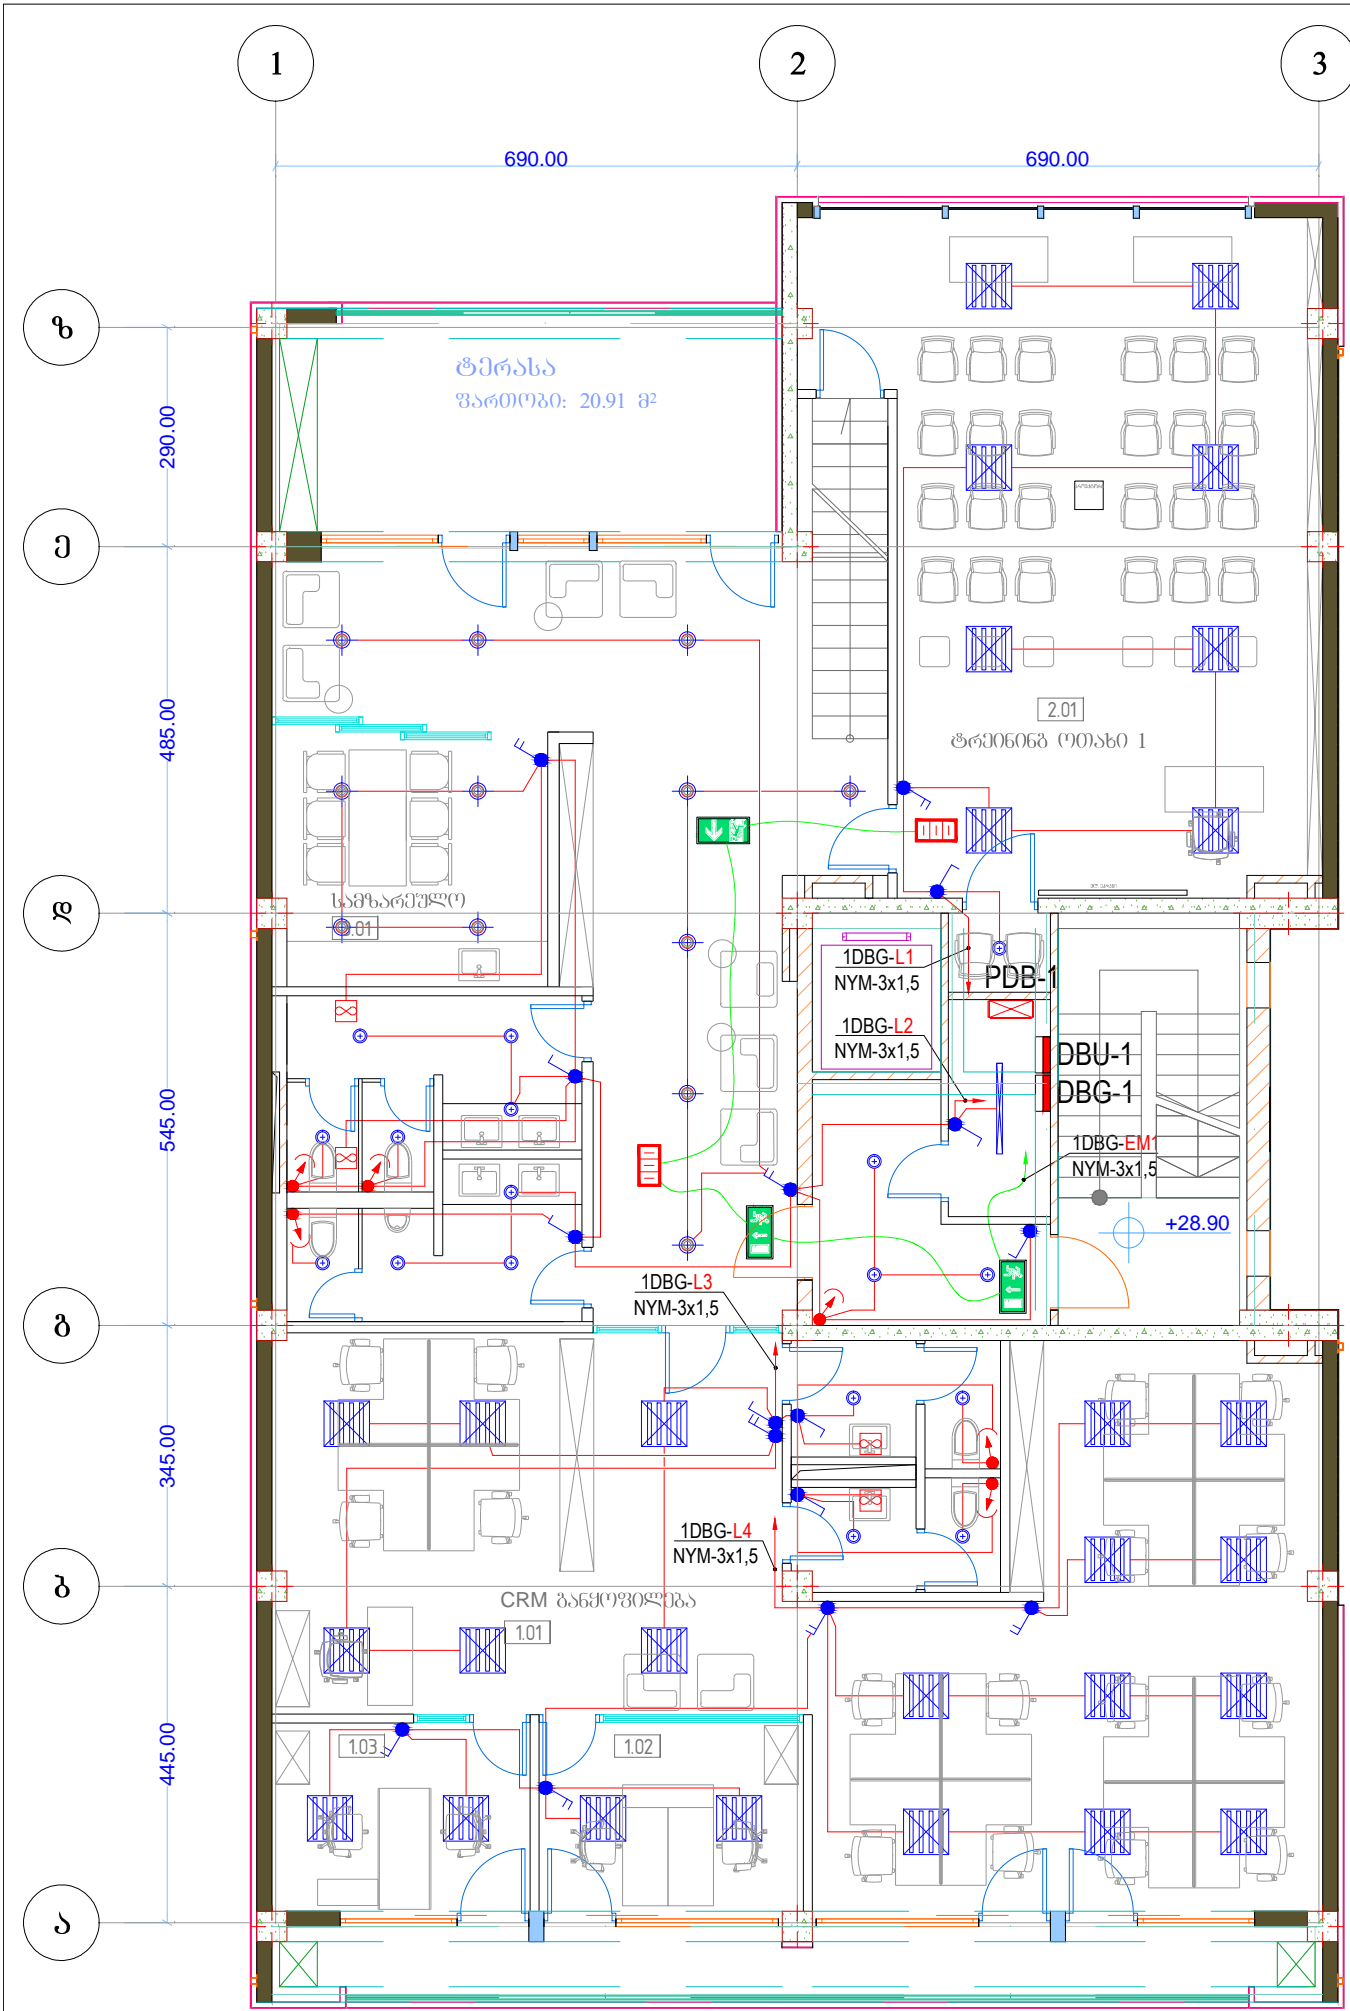 1
2
3
690.00
690.00
ზ
ტერასა
ფართობი: 20.91 მ²
290.00
ე
485.00
2.01
ტრეინინგ ოთახი 1
სამზარეულო
.01
დ
1DBG-L1
NYM-3x1,5
PDB-1
1DBG-L2
NYM-3x1,5
DBU-1
DBG-1
545.00
1DBG-EM1
NYM-3x1,5
+28.90
1DBG-L3
NYM-3x1,5
გ
345.00
1DBG-L4
NYM-3x1,5
ბ
CRM განყოფილება
1.01
1.03
1.02
445.00
ა